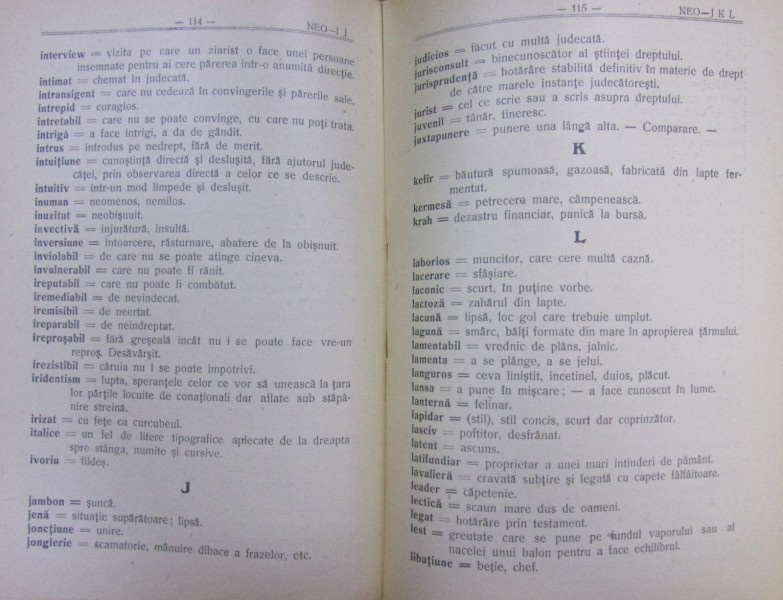 — 114 —
NEO—I J
interview = vizita pe care un ziarist o face unei persoane
însemnate pentru ai cere părerea într-o anumită direcție.
intimat = chemat în judecată.
intransigent = care nu cedează în convingerile și părerile sale.
intrepid = curagios.
intretabil = care nu se poate convinge, cu care nu poți trata.
intrigà = a face intrigi, a da de gândit.
intrus = introdus pe nedrept, fără de merit.
intuițiune = cunoștință directă și deslușită, fără ajutorul jude-
căței, prin observarea directă a celor ce se descrie.
intuitiv = intr-un mod limpede și deslușit.
inuman = neomenos, nemilos.
inuzitat = neobișnuit.
invectivă = injurătură, insultă.
inversiune = întoarcere, răsturnare, abatere de la obișnuit.
inviolabil = de care nu se poate atinge cineva.
invulnerabil = care nu poate fi rănit.
ireputabil = care nu poate fi combătut.
iremediabil = de nevindecat.
iremisibil = de neertat.
ireparabil = de neîndreptat.
ireproșabil = fără greșeală încât nu i se poate face vre-un
reproș. Desăvârșit.
irezistibil = căruia nu i se poate împotrivi.
iridentism = lupta, speranțele celor ce vor să unească la țara
lor părțile locuite de conaționali dar aflate sub stăpâ-
nire streină.
irizat = cu fețe ca curcubeul.
italice = un fel de litere tipografice aplecate de la dreapta
spre stânga, numite și cursive.
ivoriu = fildeș.
J
jambon = șuncă.
jenă = situație supărătoare; lipsă.
joncțiune = unire.
jonglerie = scamatorie, mânuire dibace a frazelor, etc.
— 115 —
NEO—J K L
judicios = făcut cu multă judecată.
jurisconsult = binecunoscător al științei dreptului.
jurisprudență = hotărâre stabilită definitiv în materie de drept
de către marele instanțe judecătorești.
jurist = cel ce scrie sau a scris asupra dreptului.
juvenil = tânăr, tineresc.
juxtapunere = punere una lângă alta. — Comparare. —
K
kefir = băutură spumoasă, gazoasă, fabricată din lapte fer-
mentat.
kermesă = petrecere mare, câmpenească.
krah = dezastru financiar, panică la bursă.
L
laborios = muncitor, care cere multă caznă.
lacerare = sfâșiare.
laconic = scurt, în puține vorbe.
lactoză = zahărul din lapte.
lacună = lipsă, loc gol care trebuie umplut.
lagună = smârc, bălți formate din mare în apropierea țărmului.
lamentabil = vrednic de plâns, jalnic.
lamenta = a se plânge, a se jelui.
languros = ceva liniștit, incetinel, duios, plăcut.
lansa = a pune în mișcare; — a face cunoscut în lume.
lanternă = felinar.
lapidar = (stil), stil concis, scurt dar coprinzător.
lasciv = poftitor, desfrânat.
latent = ascuns.
latifundiar = proprietar a unei mari intinderi de pământ.
lavalieră = cravată subțire și legată cu capete fâlfâitoare.
leader = căpetenie.
lectică = scaun mare dus de oameni.
legat = hotărâre prin testament.
lest = greutate care se pune pe fundul vaporului sau al
nacelei unui balon pentru a face echilibrul.
libațiune = beție, chef.